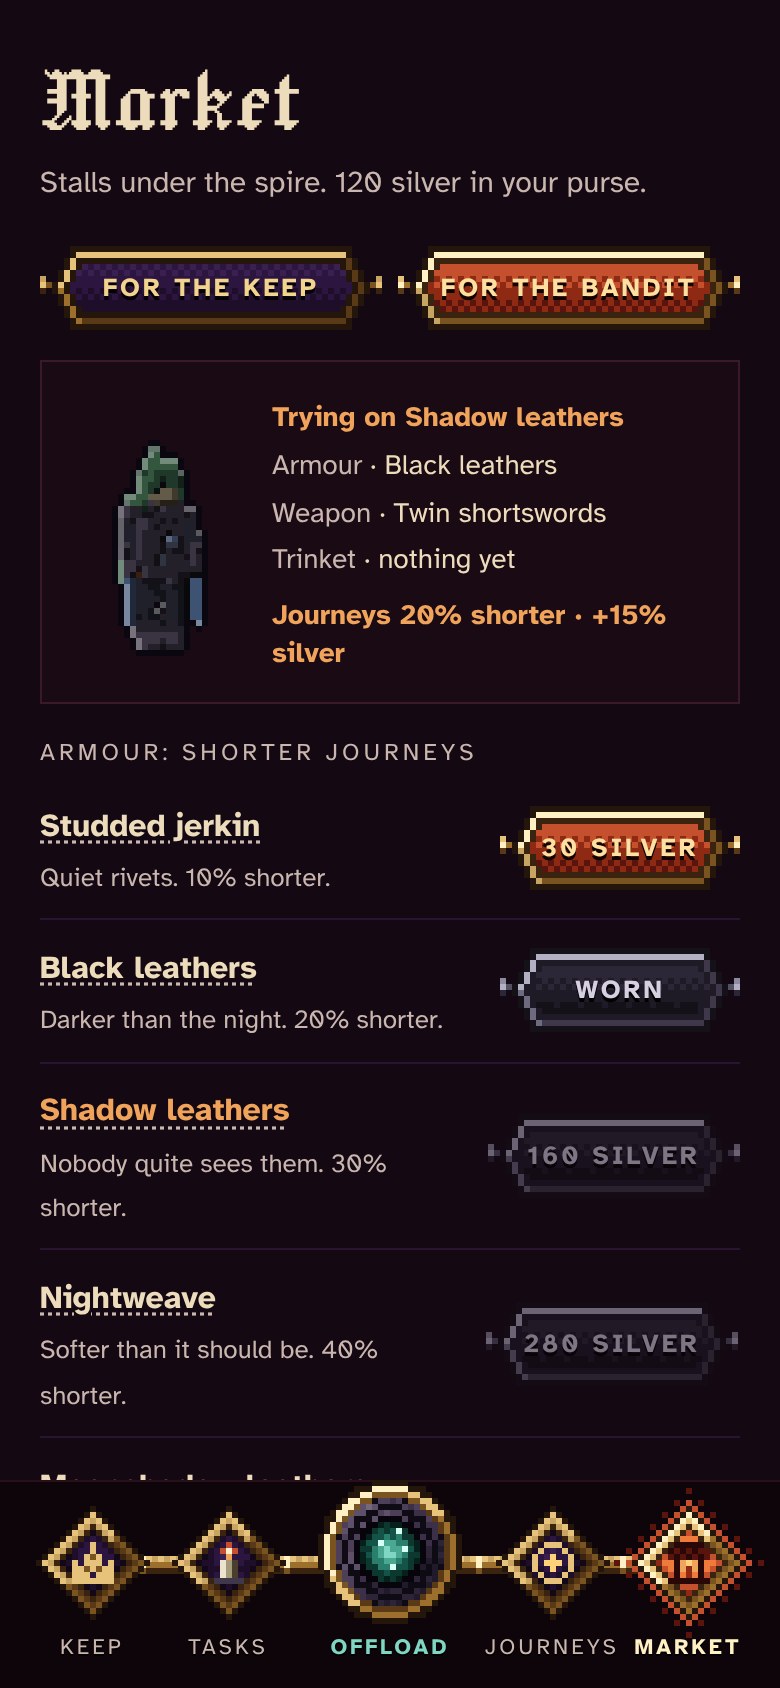 Market
Stalls under the spire. 120 silver in your purse.
FOR THE KEEP
FOR THE BANDIT
Trying on Shadow leathers
Armour · Black leathers
Weapon · Twin shortswords
Trinket · nothing yet
Journeys 20% shorter · +15%
silver
ARMOUR: SHORTER JOURNEYS
Studded jerkin
30 SILVER
Quiet rivets. 10% shorter.
Black leathers
WORN
Darker than the night. 20% shorter.
Shadow leathers
160 SILVER
Nobody quite sees them. 30%
shorter.
Nightweave
280 SILVER
Softer than it should be. 40%
shorter.
KEEP
TASKS
OFFLOAD
JOURNEYS
MARKET